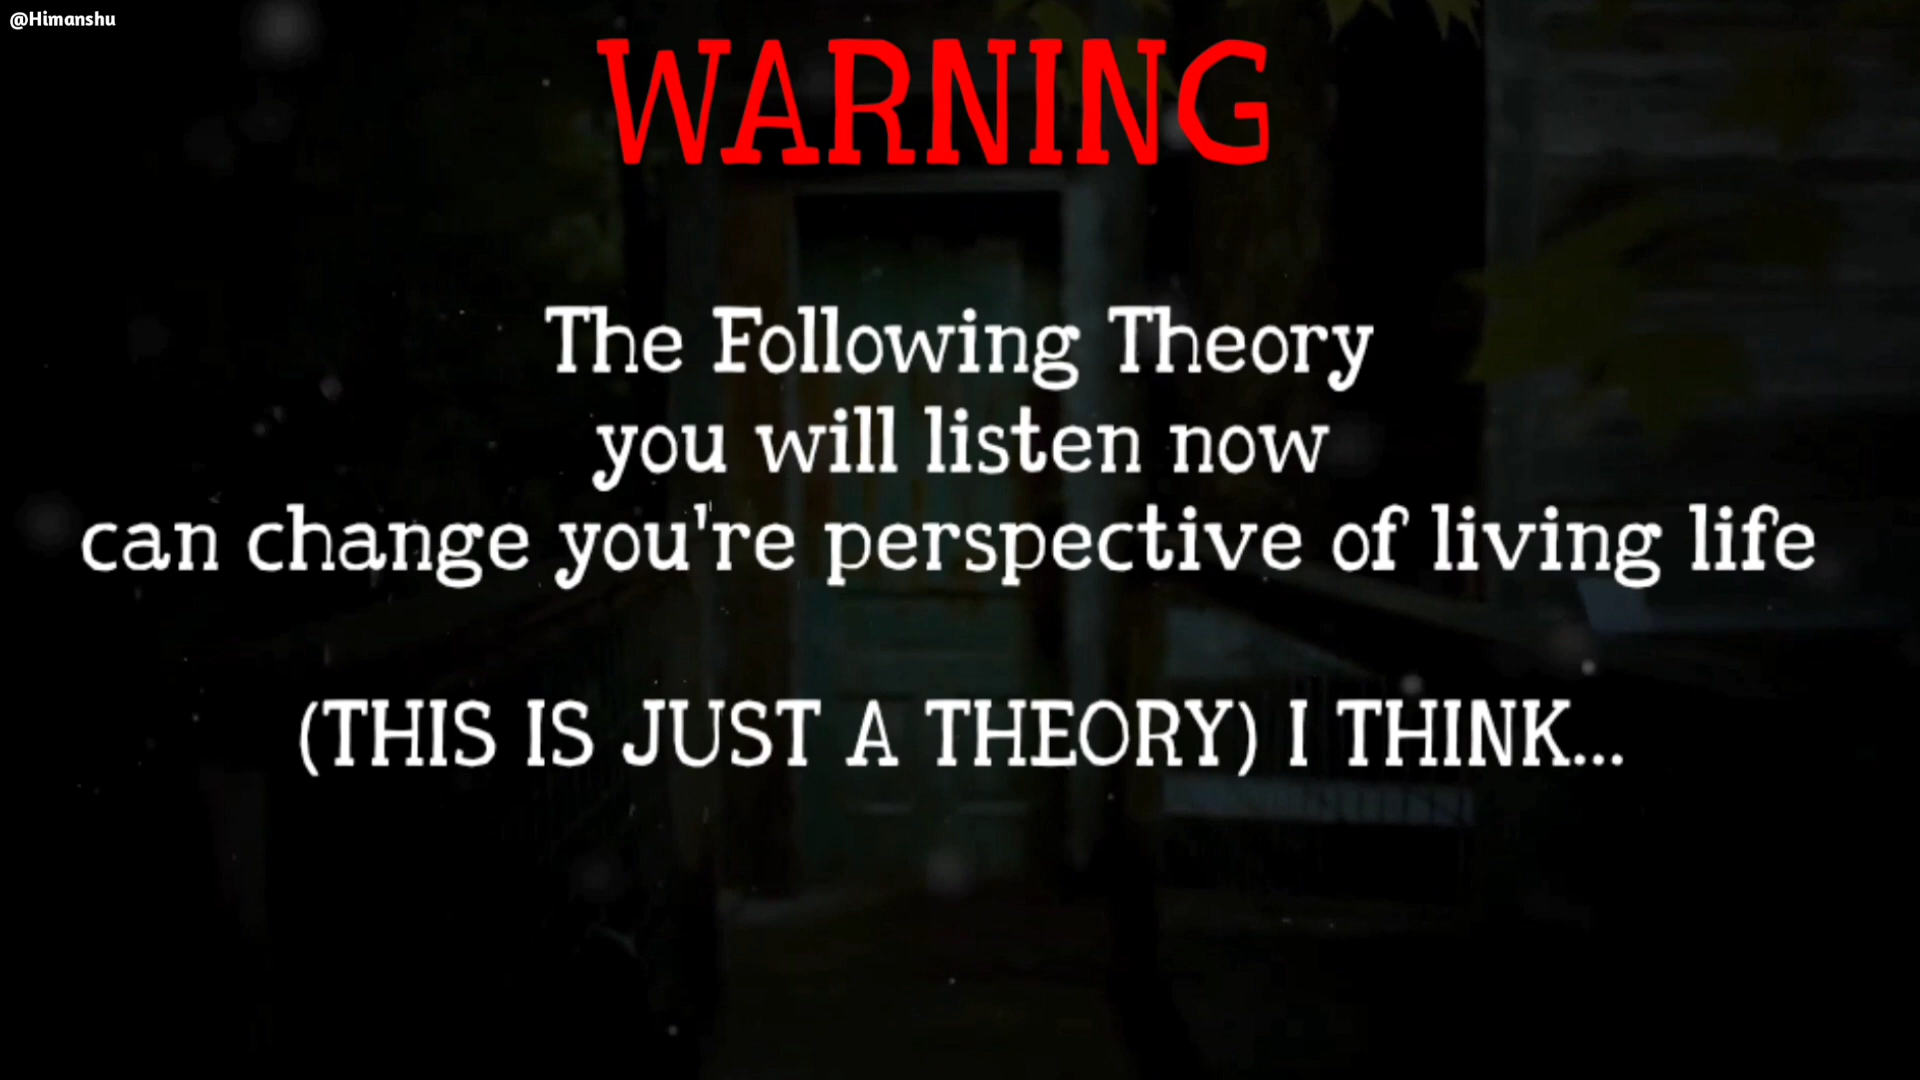 @Himanshu
WARNING
The Following Theory
you will listen now
can change you're perspective of living life
(THIS IS JUST A THEORY) I THINK...